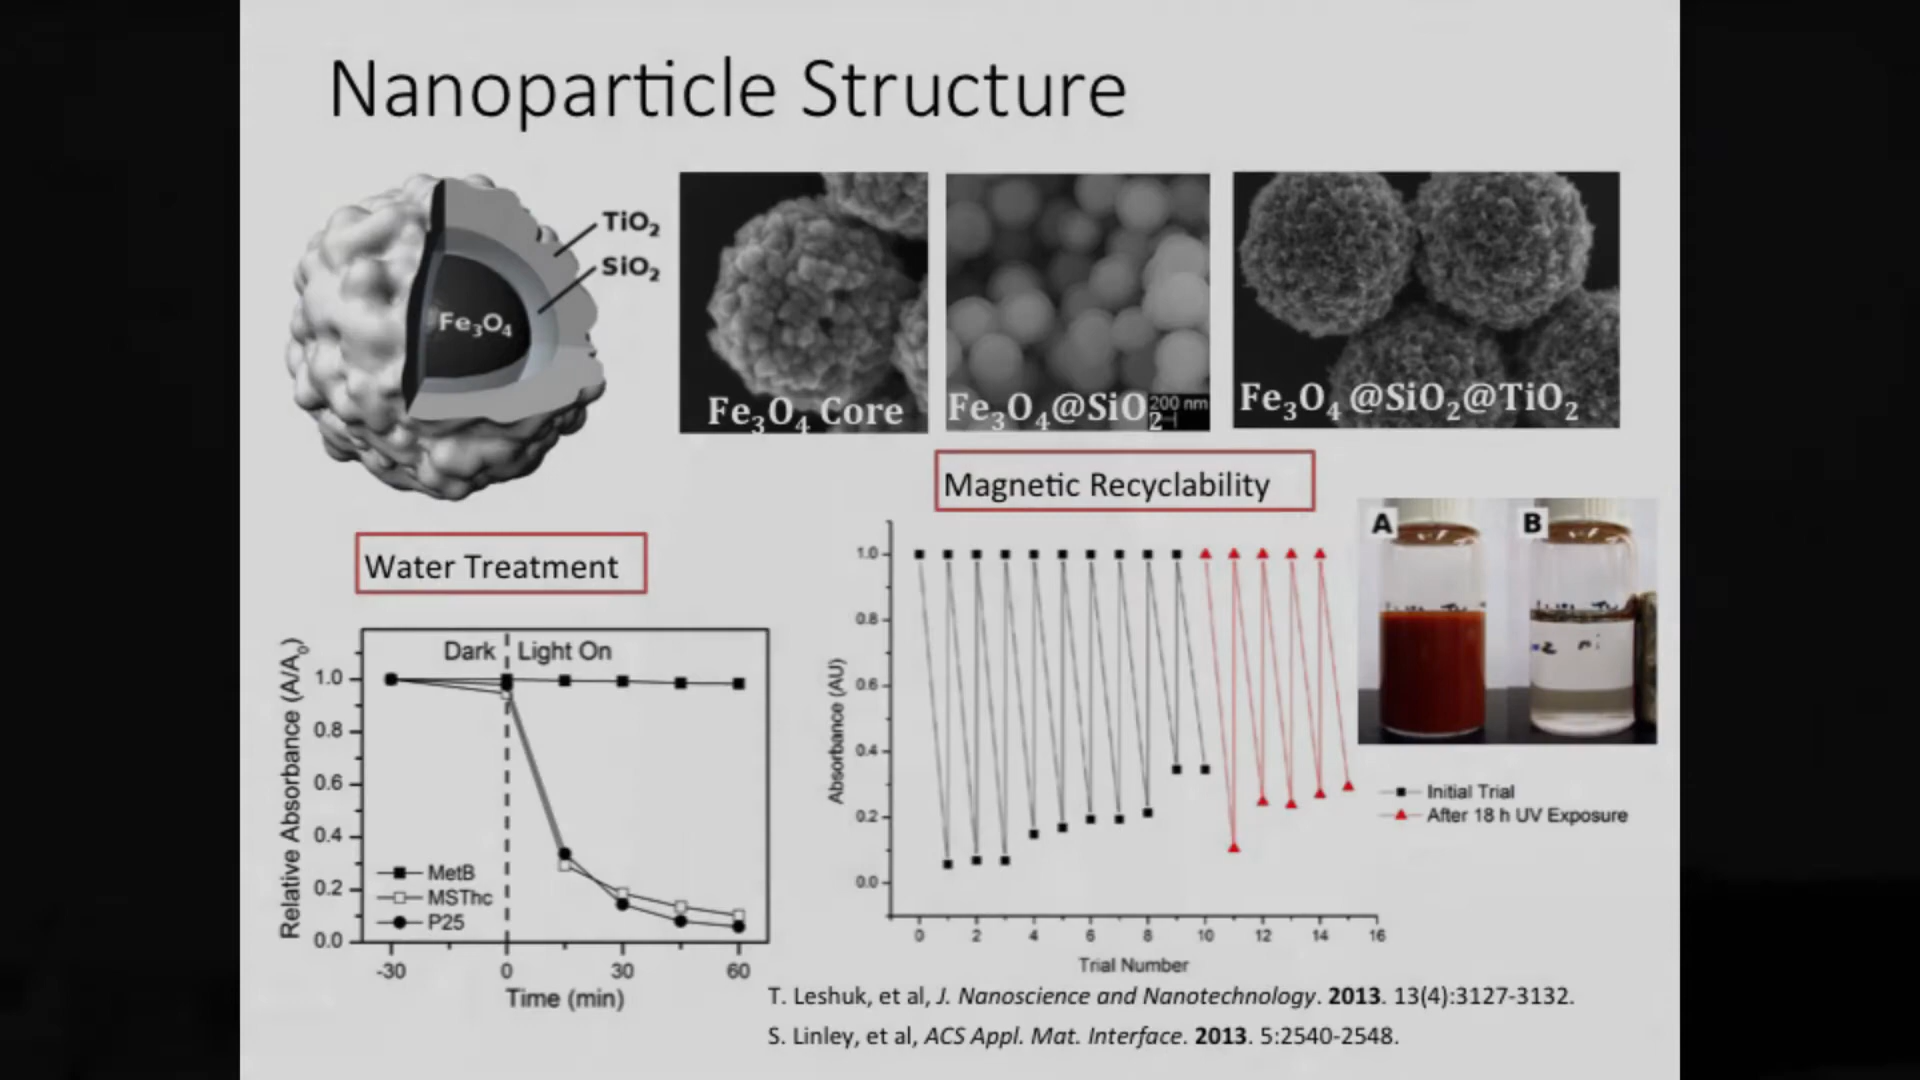 Nanoparticle Structure
TiO₂
SiO₂
Fe₃O₄
Fe₃O₄ Core
Fe₃O₄@SiO₂
200 nm
Fe₃O₄ @SiO₂@TiO₂
Magnetic Recyclability
Water Treatment
Dark
Light On
Relative Absorbance (A/A₀)
1.0
0.8
0.6
0.4
0.2
0.0
MetB
MSThc
P25
-30
0
30
60
Time (min)
Absorbance (AU)
1.0
0.8
0.6
0.4
0.2
0.0
0
2
4
6
8
10
12
14
16
Trial Number
A
B
Initial Trial
After 18 h UV Exposure
T. Leshuk, et al, J. Nanoscience and Nanotechnology. 2013. 13(4):3127-3132.
S. Linley, et al, ACS Appl. Mat. Interface. 2013. 5:2540-2548.